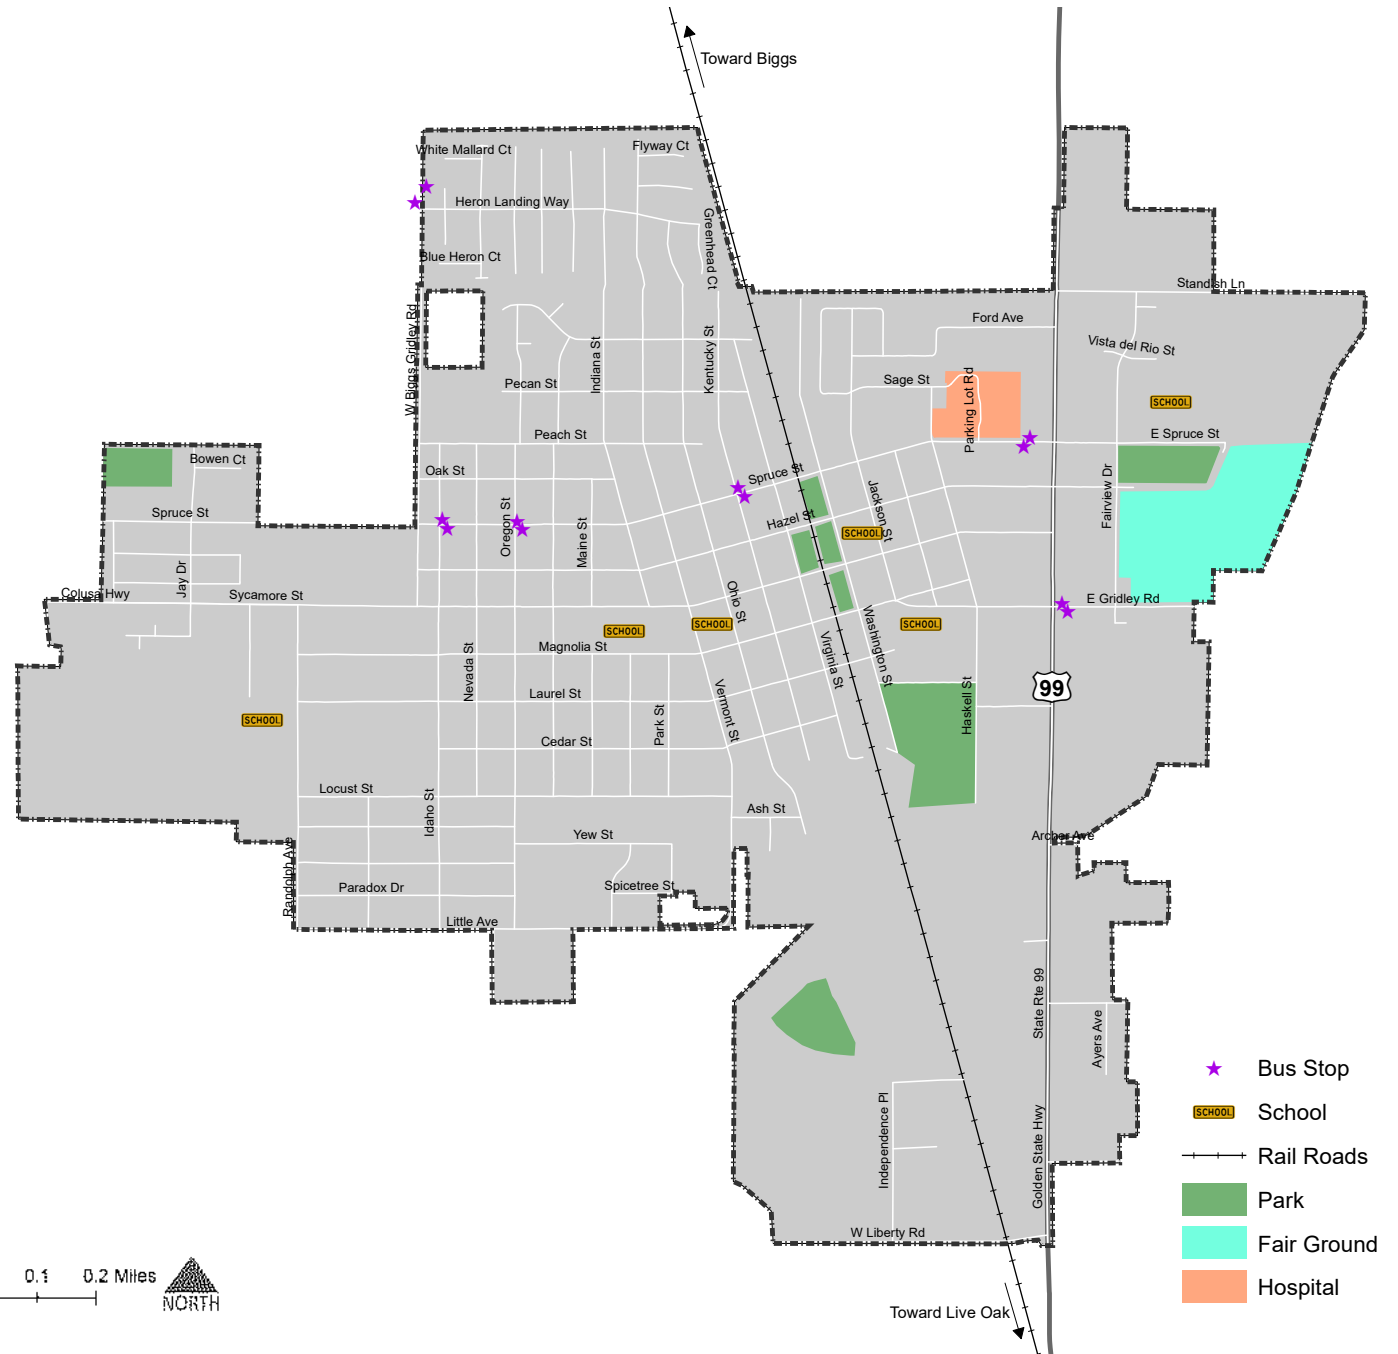 Toward Biggs
White Mallard Ct
Flyway Ct
Heron Landing Way
Greenhead Ct
Blue Heron Ct
Standish Ln
W Biggs Gridley Rd
Ford Ave
Vista del Rio St
Indiana St
Kentucky St
Pecan St
Sage St
Parking Lot Rd
SCHOOL
Peach St
E Spruce St
Bowen Ct
Oak St
Spruce St
Jackson St
Fairview Dr
Spruce St
Oregon St
Maine St
Hazel St
SCHOOL
Jay Dr
Colusa Hwy
Sycamore St
Ohio St
E Gridley Rd
SCHOOL
SCHOOL
SCHOOL
Washington St
Virginia St
Magnolia St
Nevada St
99
Laurel St
Vermont St
Park St
Haskell St
SCHOOL
Cedar St
Locust St
Idaho St
Ash St
Yew St
Archer Ave
Randolph Ave
Paradox Dr
Spicetree St
Little Ave
State Rte 99
Ayers Ave
Independence Pl
Golden State Hwy
W Liberty Rd
Toward Live Oak
Bus Stop
SCHOOL
School
Rail Roads
Park
Fair Ground
Hospital
0.1
0.2 Miles
NORTH